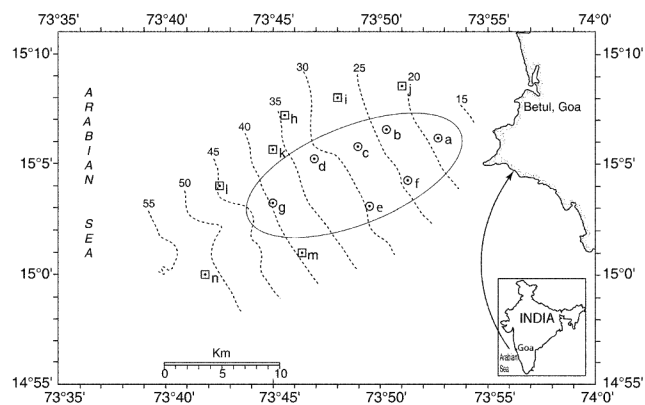 73°35' 73°40' 73°45' 73°50' 73°55' 74°0'
15°10' 15°10'
ARABIAN SEA
30 25 20 15
35 40 45 50 55
Betul, Goa
h i j
k d c b a
l g e f
m n
15°5' 15°5'
15°0' 15°0'
INDIA
Goa
Arabian
Sea
Km
0 5 10
14°55' 14°55'
73°35' 73°40' 73°45' 73°50' 73°55' 74°0'